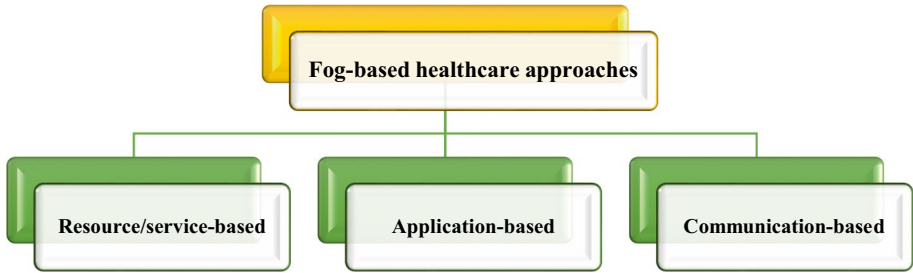 Fog-based healthcare approaches
Resource/service-based
Application-based
Communication-based